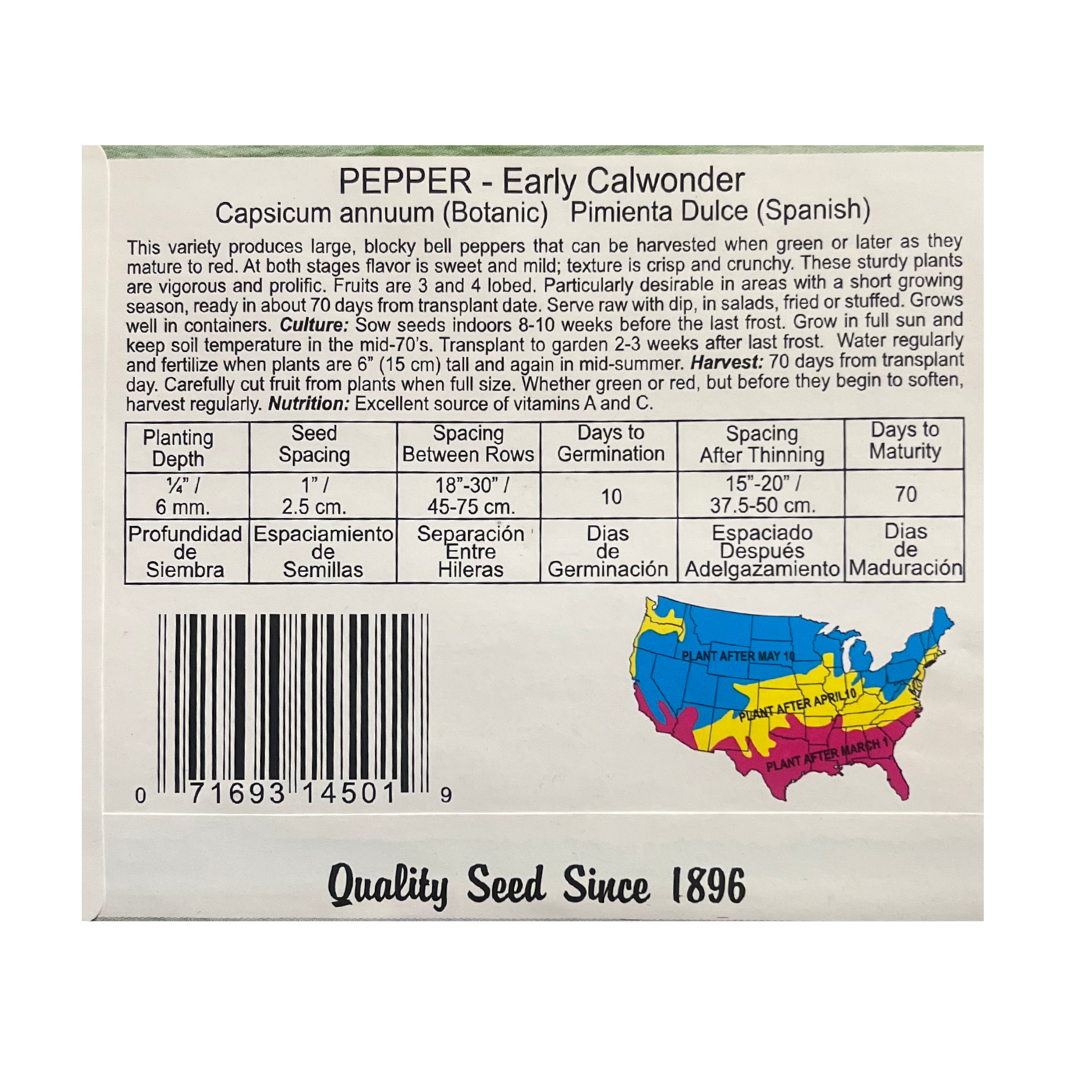 PEPPER - Early Calwonder
Capsicum annuum (Botanic) Pimienta Dulce (Spanish)
This variety produces large, blocky bell peppers that can be harvested when green or later as they
mature to red. At both stages flavor is sweet and mild; texture is crisp and crunchy. These sturdy plants
are vigorous and prolific. Fruits are 3 and 4 lobed. Particularly desirable in areas with a short growing
season, ready in about 70 days from transplant date. Serve raw with dip, in salads, fried or stuffed. Grows
well in containers. Culture: Sow seeds indoors 8-10 weeks before the last frost. Grow in full sun and
keep soil temperature in the mid-70's. Transplant to garden 2-3 weeks after last frost. Water regularly
and fertilize when plants are 6" (15 cm) tall and again in mid-summer. Harvest: 70 days from transplant
day. Carefully cut fruit from plants when full size. Whether green or red, but before they begin to soften,
harvest regularly. Nutrition: Excellent source of vitamins A and C.
Planting Depth
Seed Spacing
Spacing Between Rows
Days to Germination
Spacing After Thinning
Days to Maturity
¼" / 6 mm.
1" / 2.5 cm.
18"-30" / 45-75 cm.
10
15"-20" / 37.5-50 cm.
70
Profundidad de Siembra
Espaciamiento de Semillas
Separación Entre Hileras
Dias de Germinación
Espaciado Después Adelgazamiento
Dias de Maduración
PLANT AFTER MAY 10
PLANT AFTER APRIL 10
PLANT AFTER MARCH 1
0 71693 14501 9
Quality Seed Since 1896